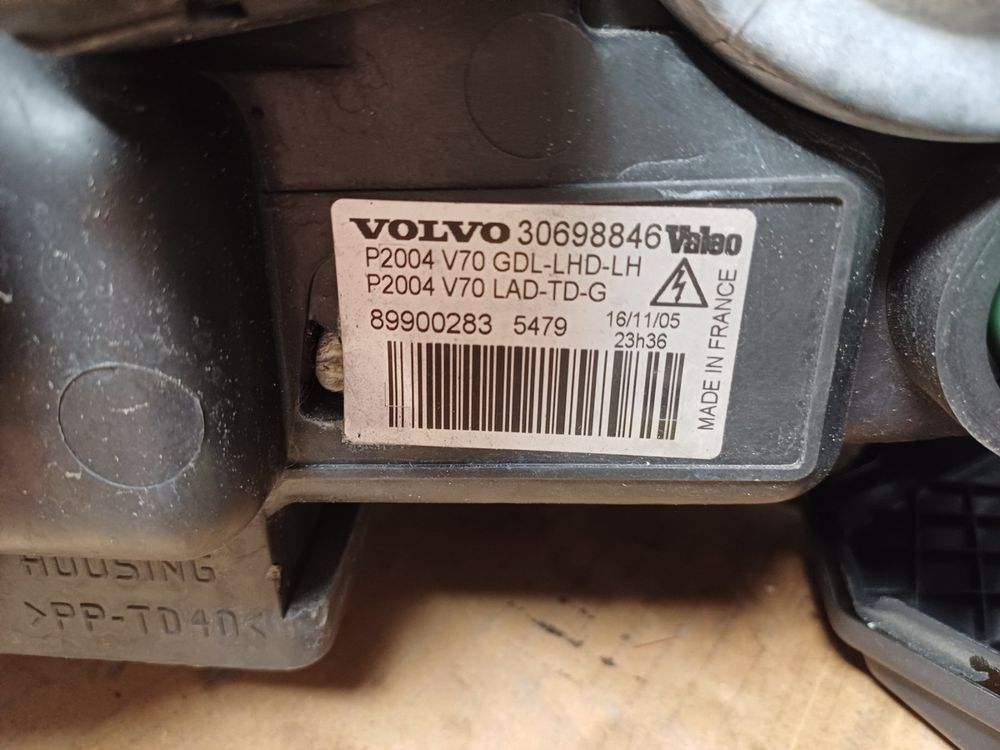 VOLVO 30698846 Valeo
P2004 V70 GDL-LHD-LH
P2004 V70 LAD-TD-G
89900283 5479 16/11/05
23h36
MADE IN FRANCE
HOUSING
>PP-TD40<